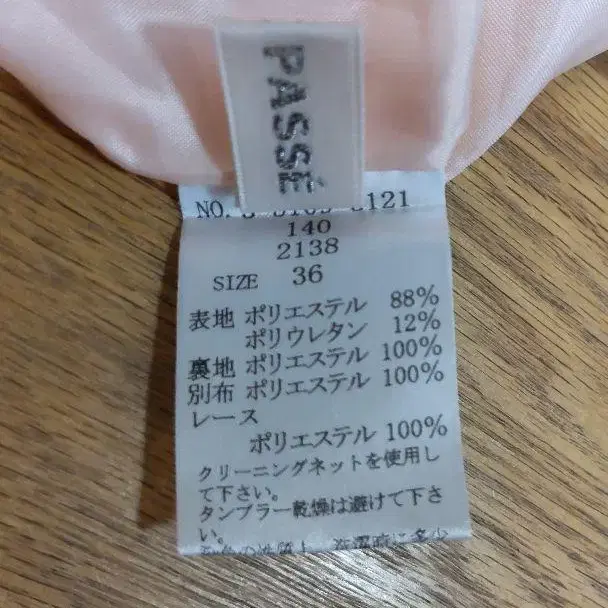 PASSÉ
NO. 121
140
2138
SIZE 36
表地 ポリエステル 88%
ポリウレタン 12%
裏地 ポリエステル 100%
別布 ポリエステル 100%
レース
ポリエステル 100%
クリーニングネットを使用し
て下さい。
タンブラー乾燥は避けて下さ
い。